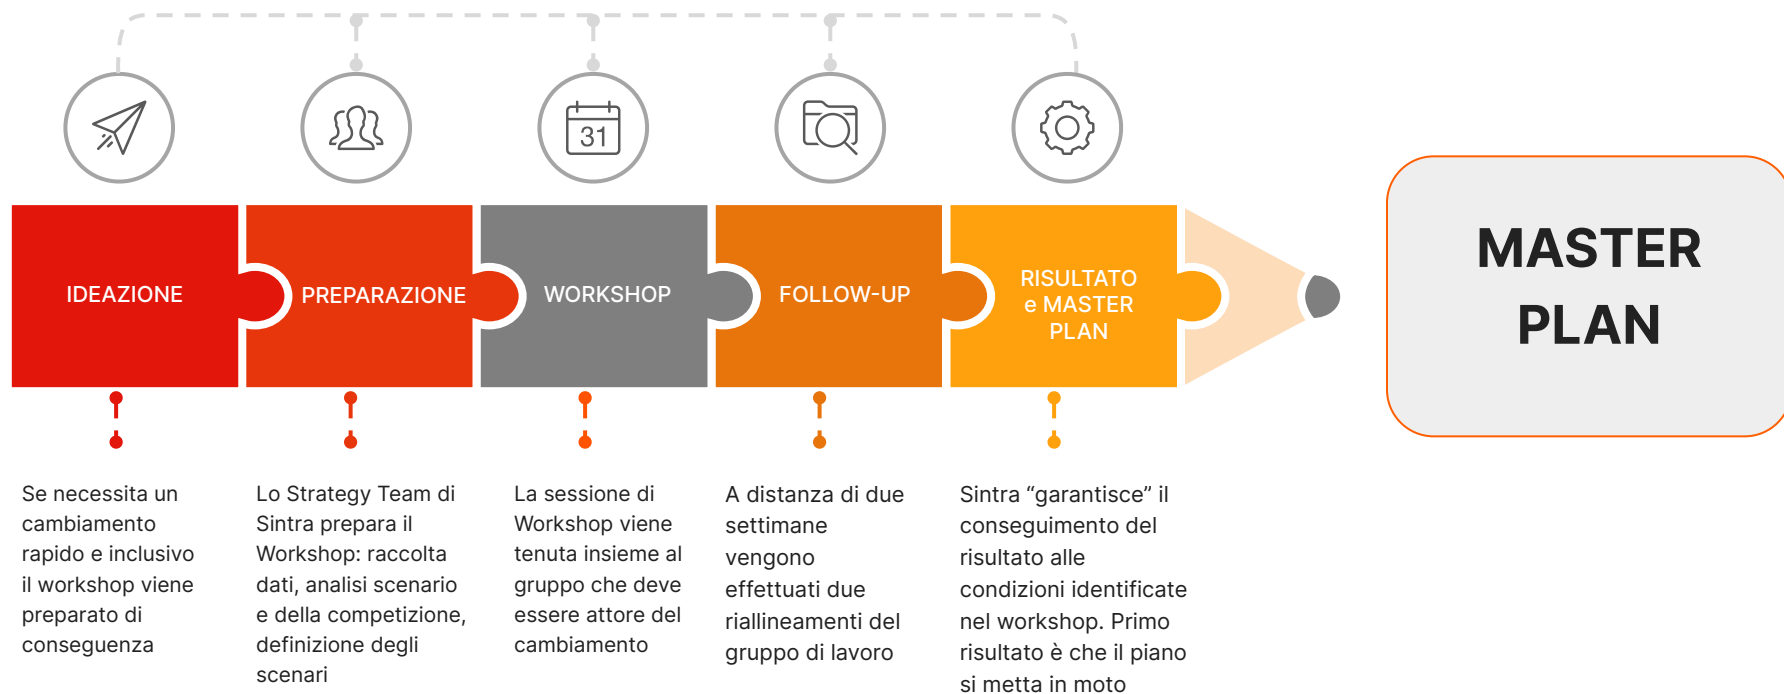 31
IDEAZIONE
PREPARAZIONE
WORKSHOP
FOLLOW-UP
RISULTATO
e MASTER
PLAN
MASTER
PLAN
Se necessita un
cambiamento
rapido e inclusivo
il workshop viene
preparato di
conseguenza
Lo Strategy Team di
Sintra prepara il
Workshop: raccolta
dati, analisi scenario
e della competizione,
definizione degli
scenari
La sessione di
Workshop viene
tenuta insieme al
gruppo che deve
essere attore del
cambiamento
A distanza di due
settimane
vengono
effettuati due
riallineamenti del
gruppo di lavoro
Sintra “garantisce” il
conseguimento del
risultato alle
condizioni identificate
nel workshop. Primo
risultato è che il piano
si metta in moto